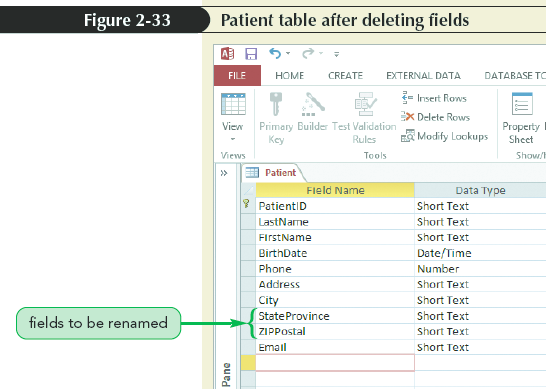 Figure 2-33 Patient table after deleting fields
FILE HOME CREATE EXTERNAL DATA DATABASE TO
View
Primary Key
Builder
Test Validation Rules
Insert Rows
Delete Rows
Modify Lookups
Property Sheet
Views Tools Show/
» Patient
Field Name Data Type
PatientID Short Text
LastName Short Text
FirstName Short Text
BirthDate Date/Time
Phone Number
Address Short Text
City Short Text
StateProvince Short Text
ZIPPostal Short Text
Email Short Text
fields to be renamed
Pane